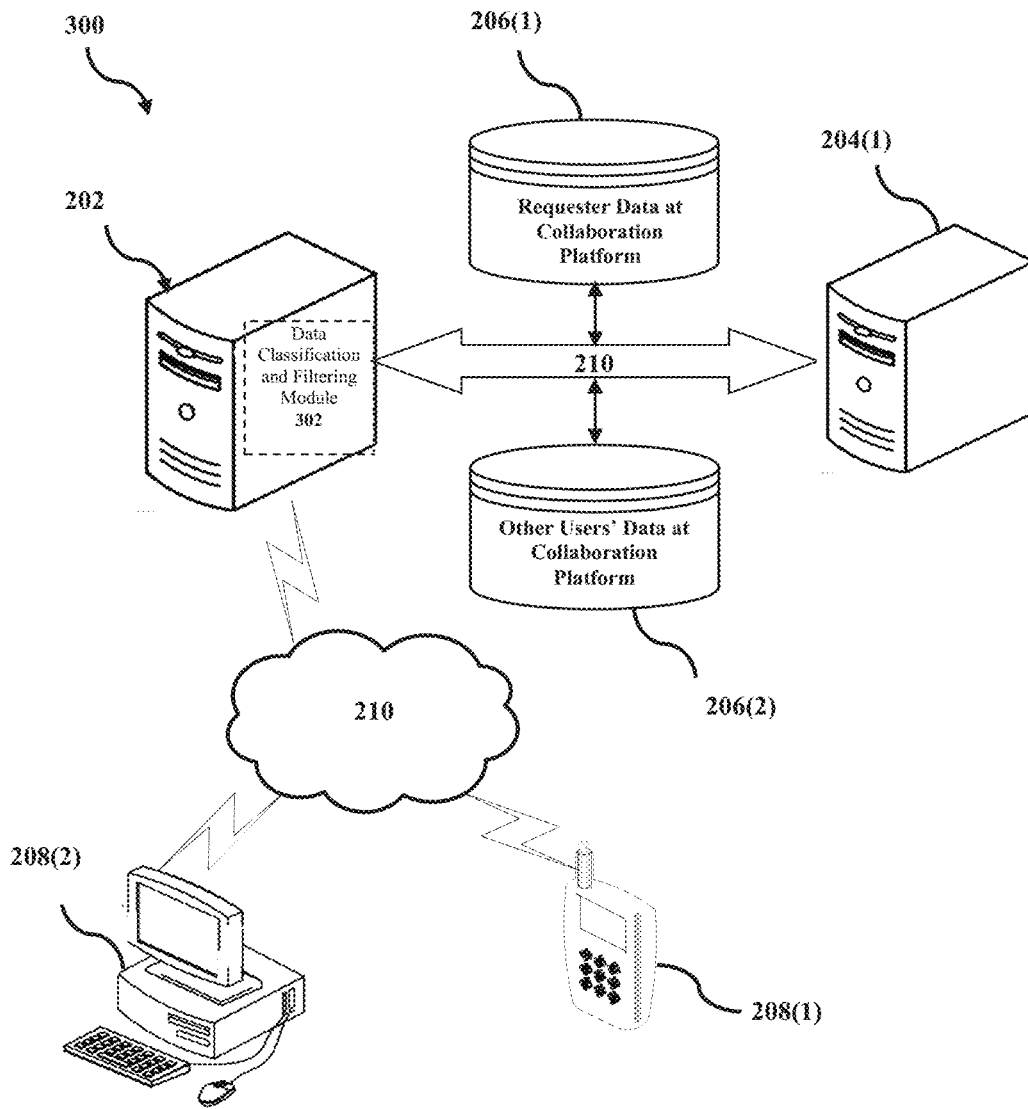 300
206(1)
204(1)
202
Requester Data at
Collaboration
Platform
Data
Classification
and Filtering
Module
302
210
Other Users' Data at
Collaboration
Platform
206(2)
210
208(2)
208(1)